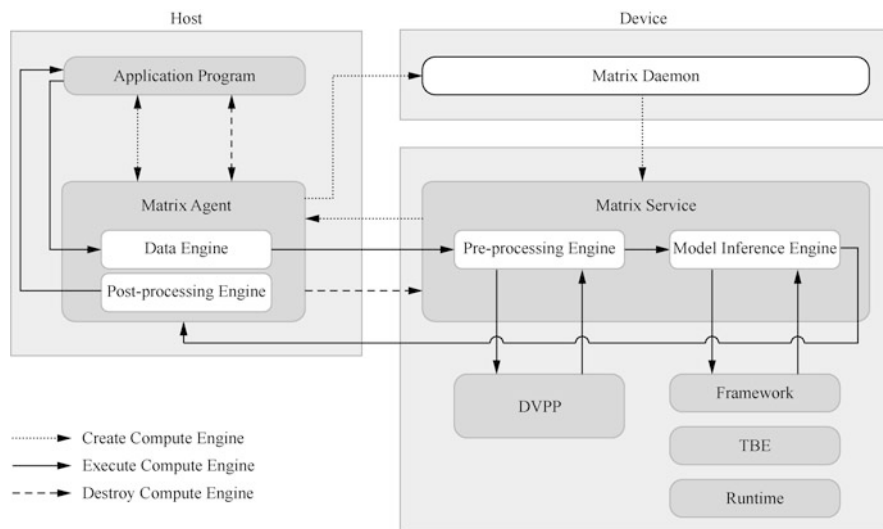 Host
Device
Application Program
Matrix Daemon
Matrix Agent
Matrix Service
Data Engine
Pre-processing Engine
Model Inference Engine
Post-processing Engine
DVPP
Framework
TBE
Runtime
Create Compute Engine
Execute Compute Engine
Destroy Compute Engine